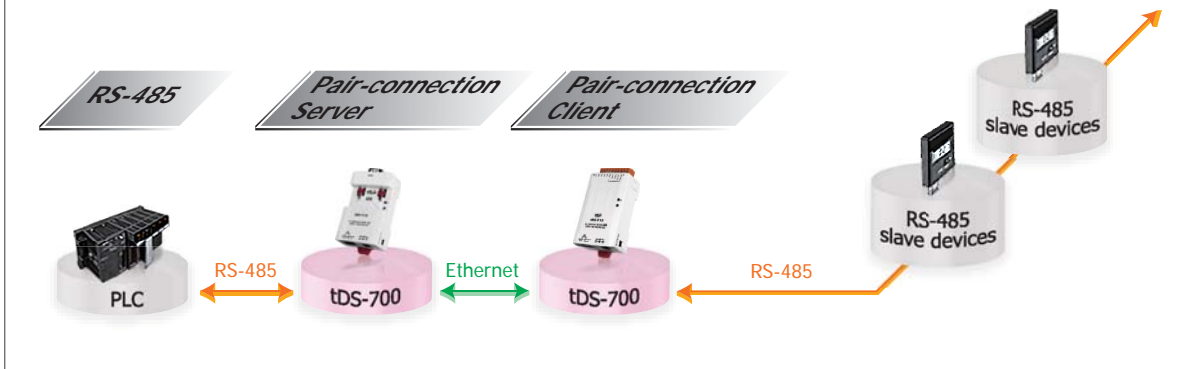 RS-485
Pair-connection
Server
Pair-connection
Client
RS-485
slave devices
RS-485
slave devices
PLC
RS-485
tDS-700
Ethernet
tDS-700
RS-485